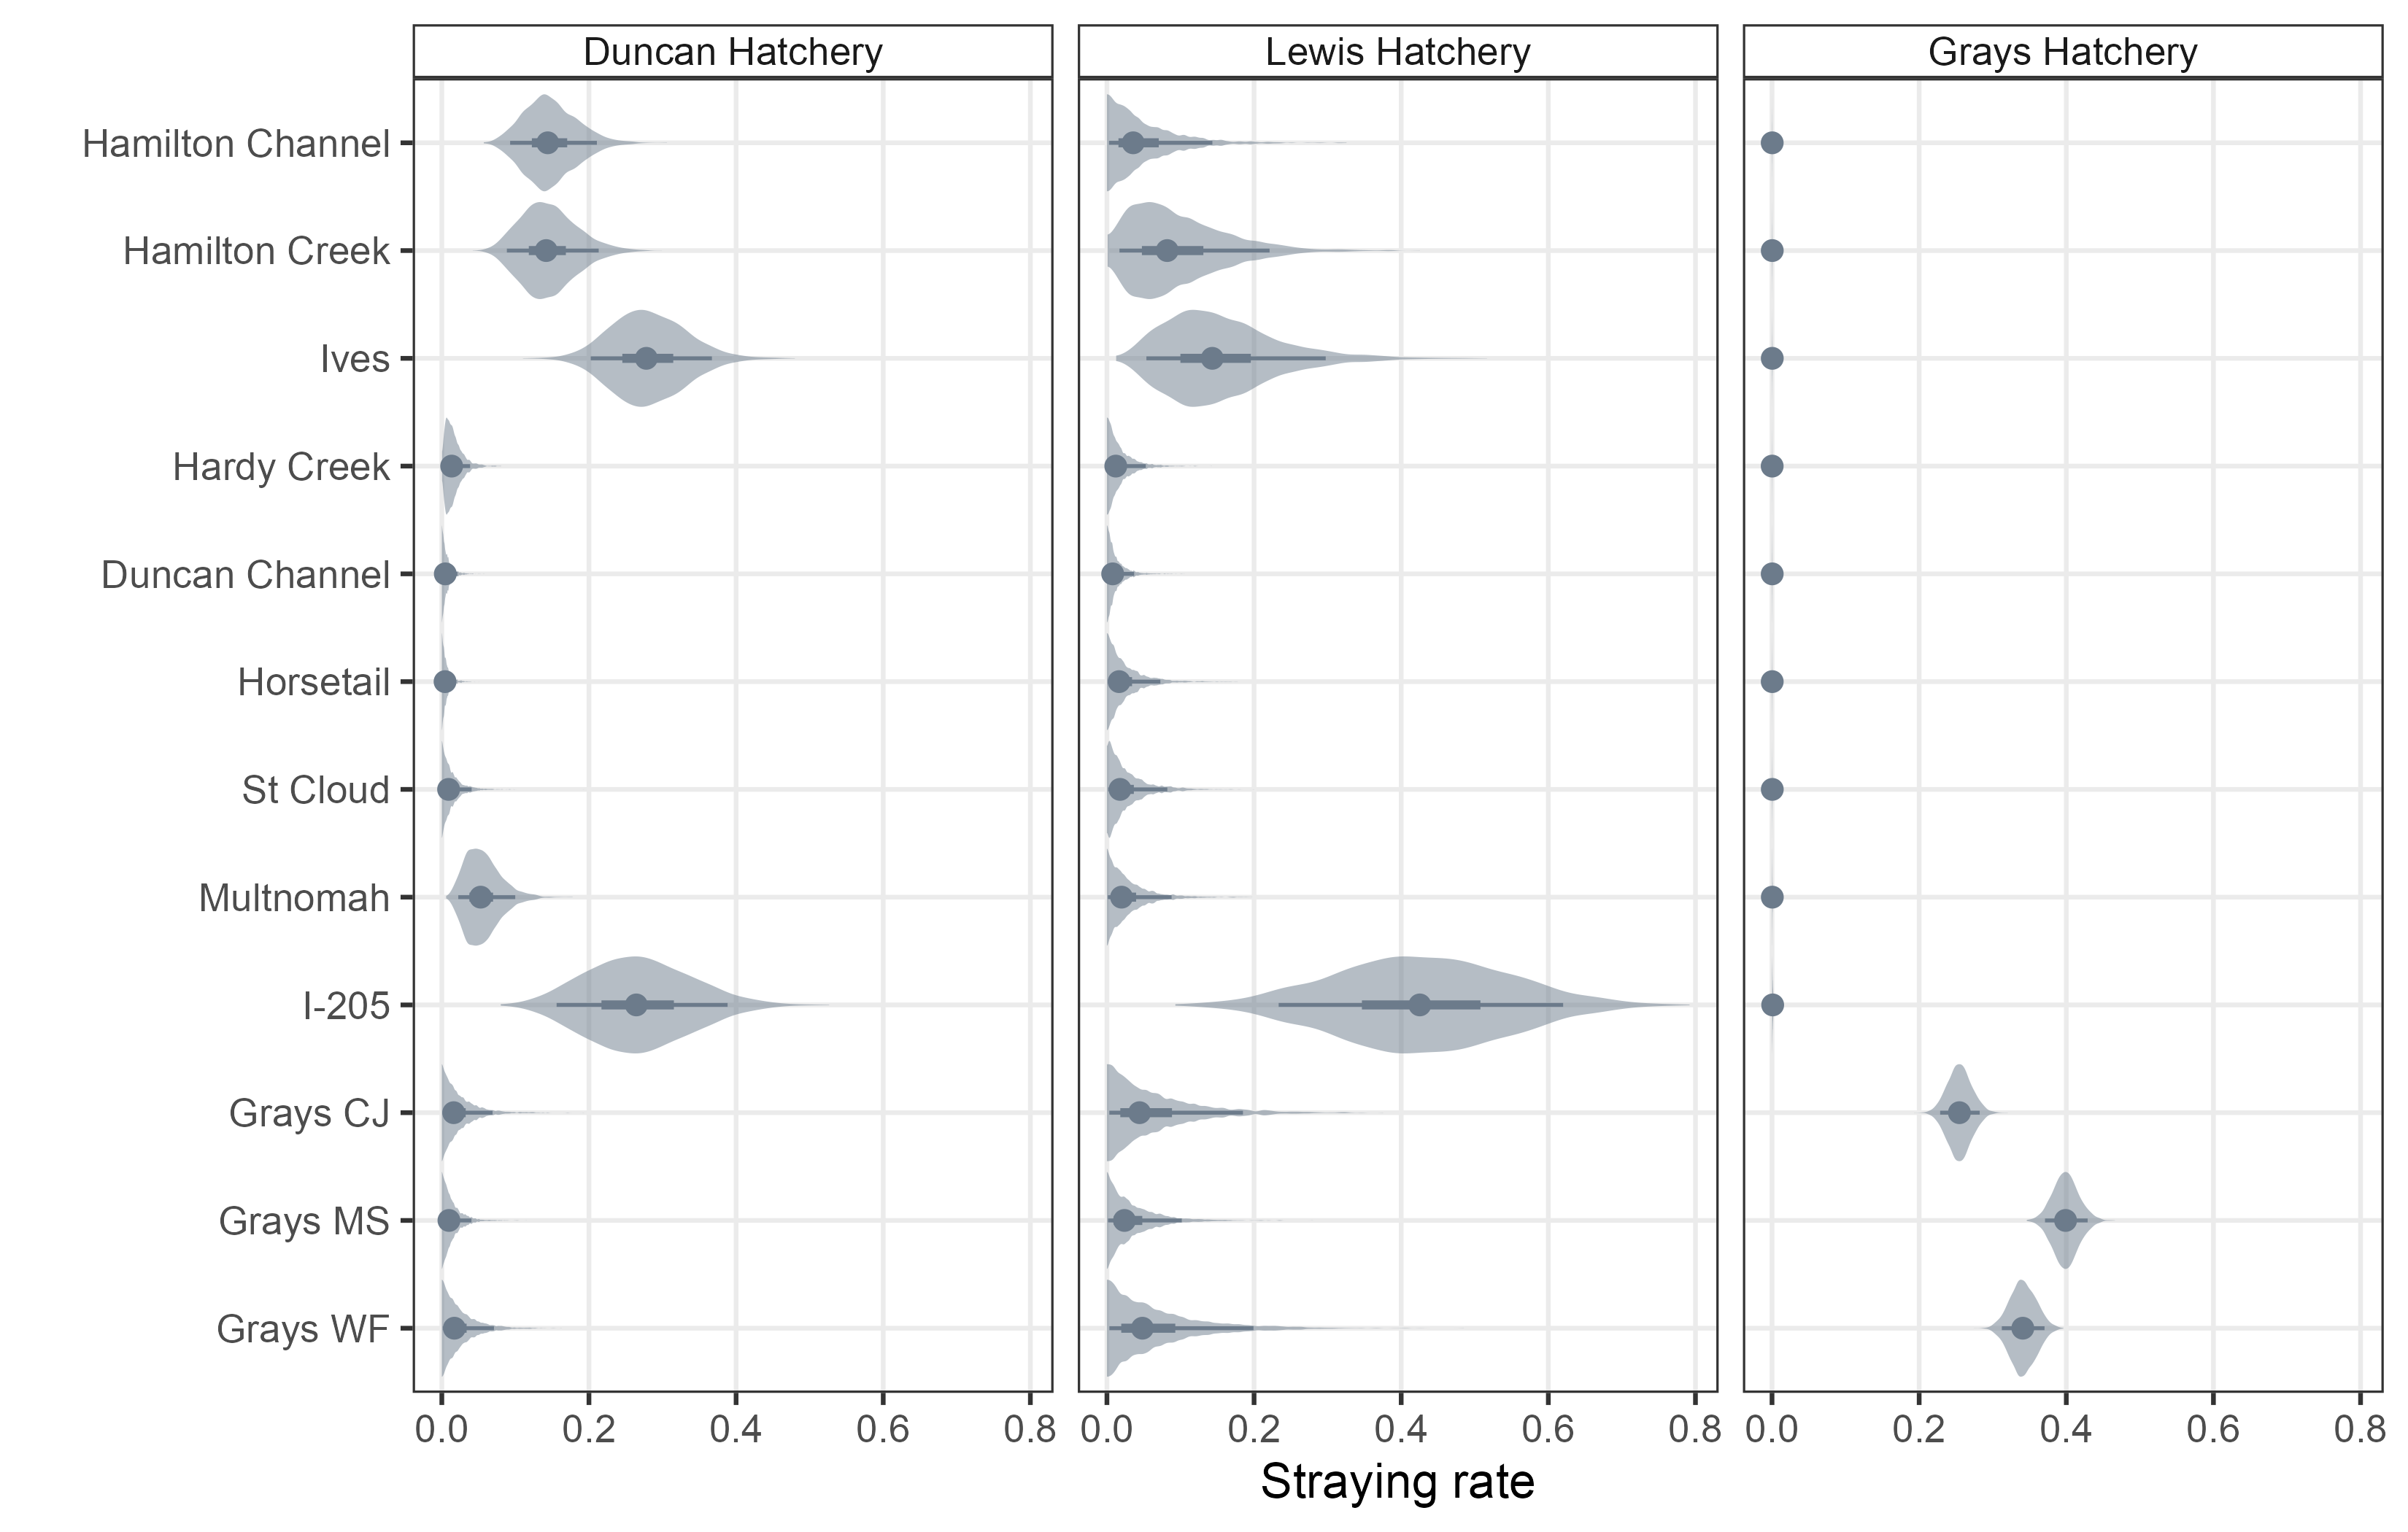 Duncan Hatchery Lewis Hatchery Grays Hatchery
Hamilton Channel
Hamilton Creek
Ives
Hardy Creek
Duncan Channel
Horsetail
St Cloud
Multnomah
I-205
Grays CJ
Grays MS
Grays WF
0.0 0.2 0.4 0.6 0.8 0.0 0.2 0.4 0.6 0.8 0.0 0.2 0.4 0.6 0.8
Straying rate